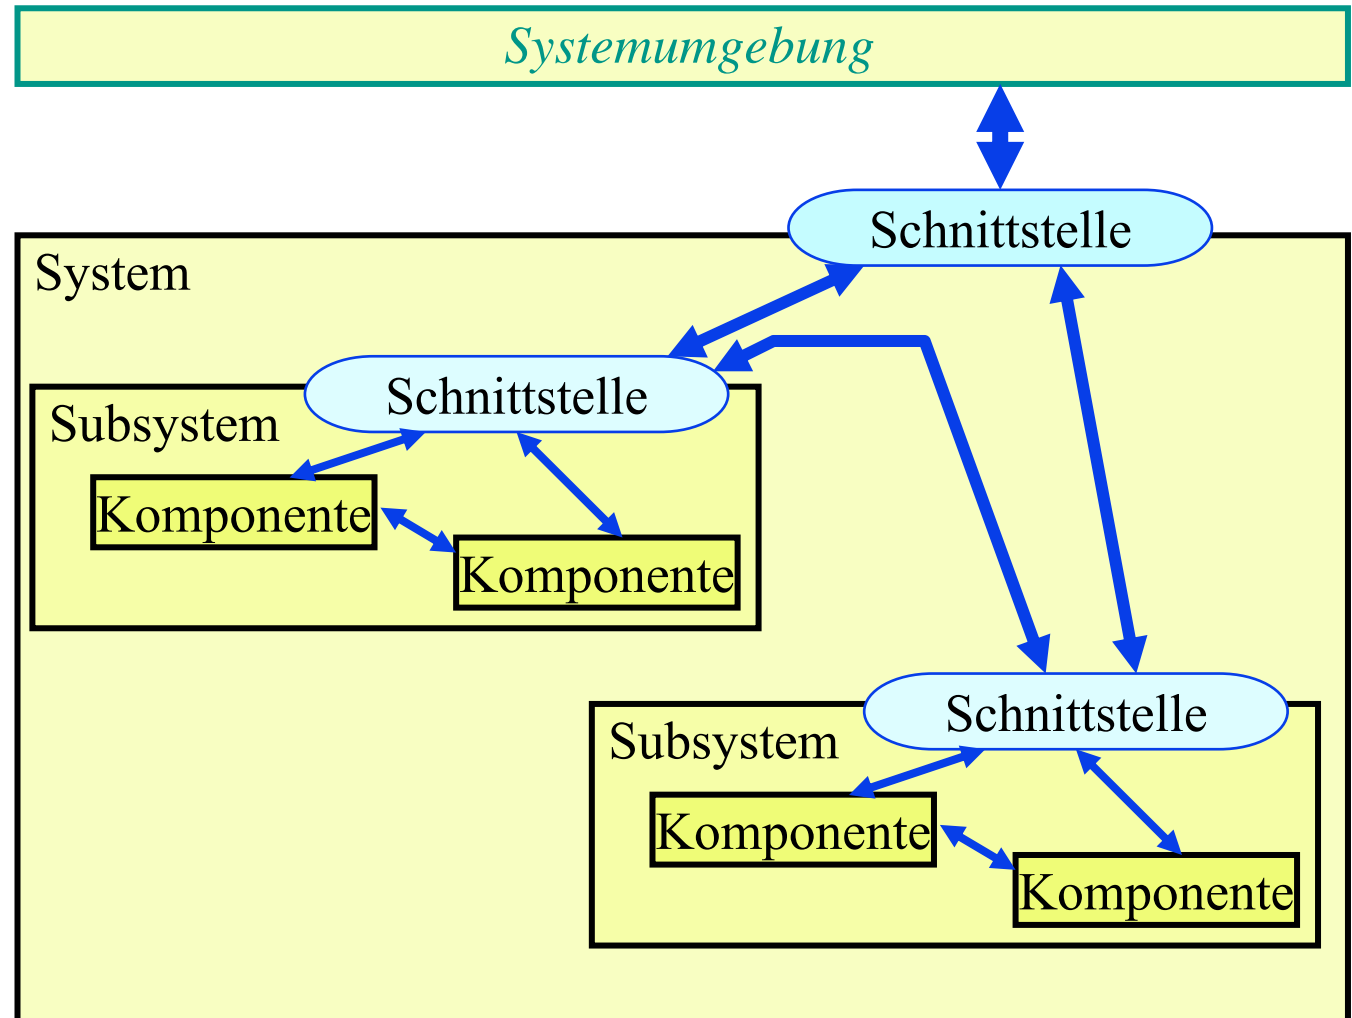 Systemumgebung
Schnittstelle
System
Schnittstelle
Subsystem
Komponente
Komponente
Schnittstelle
Subsystem
Komponente
Komponente